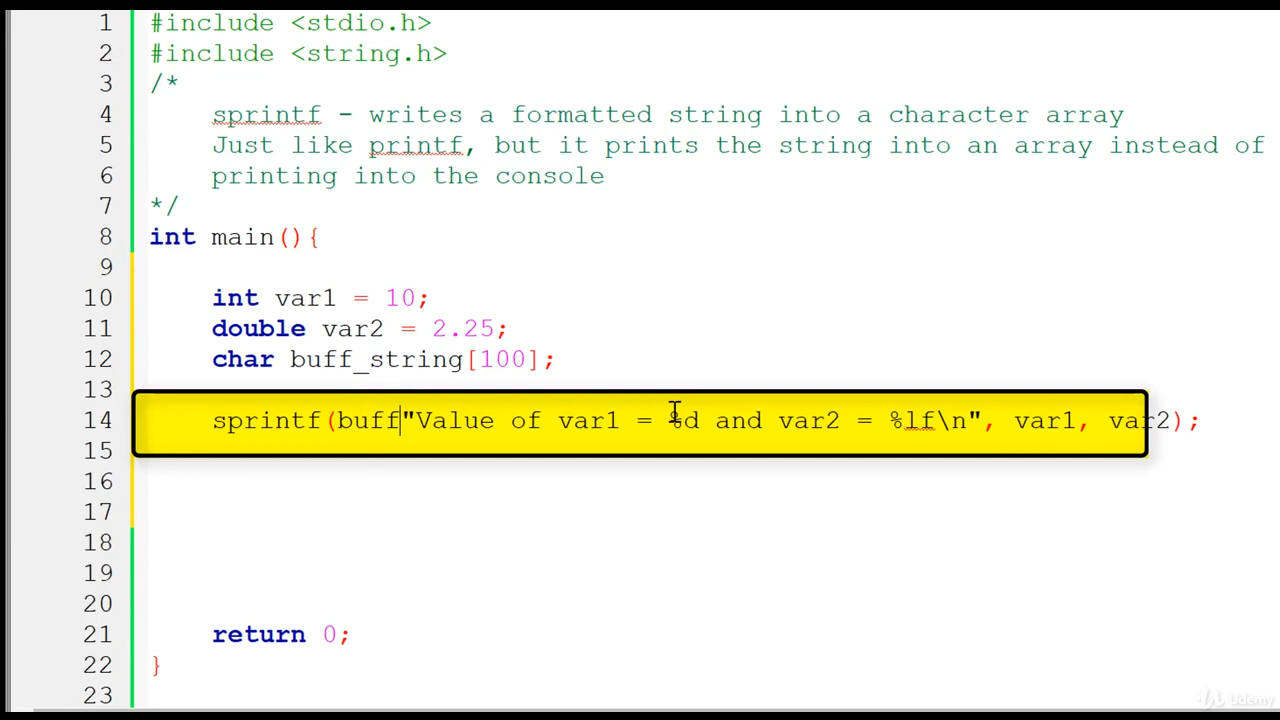 1 #include <stdio.h>
2 #include <string.h>
3 /*
4 sprintf - writes a formatted string into a character array
5 Just like printf, but it prints the string into an array instead of
6 printing into the console
7 */
8 int main(){
9
10 int var1 = 10;
11 double var2 = 2.25;
12 char buff_string[100];
13
14 sprintf(buff"Value of var1 = %d and var2 = %lf\n", var1, var2);
15
16
17
18
19
20
21 return 0;
22 }
23
Udemy